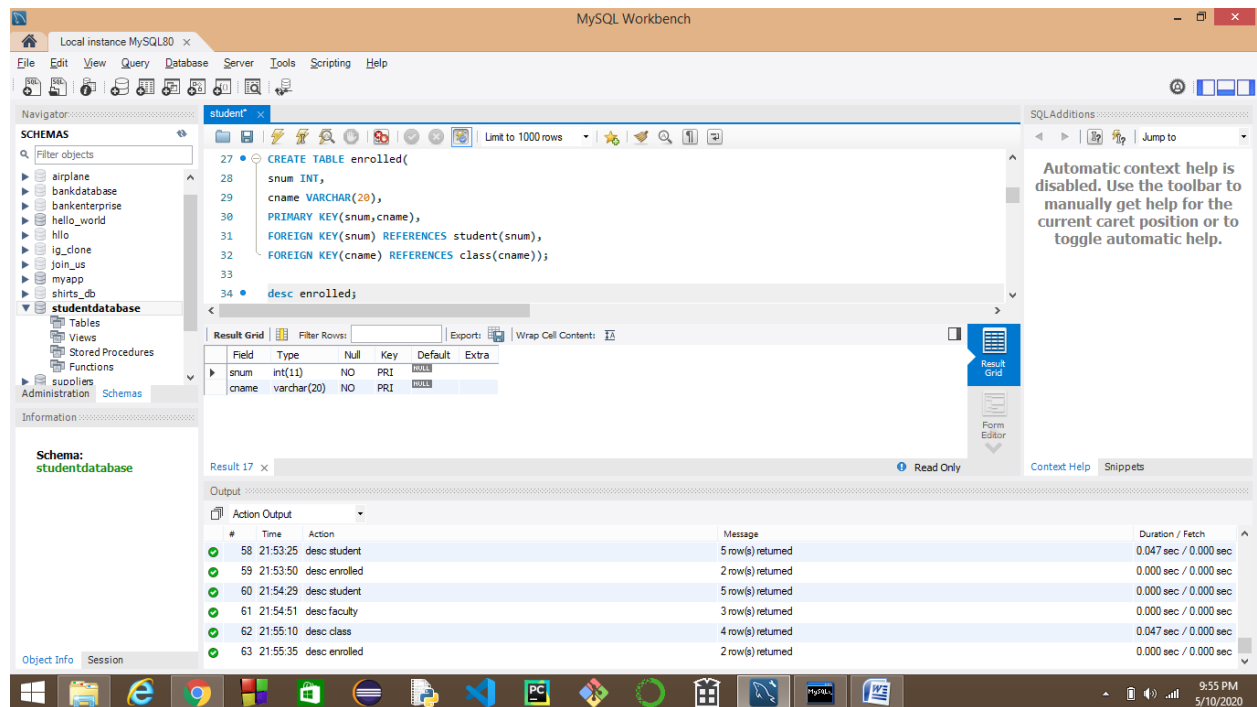 MySQL Workbench
Local instance MySQL80
File Edit View Query Database Server Tools Scripting Help
Navigator
SCHEMAS
Filter objects
airplane
bankdatabase
bankenterprise
hello_world
hllo
ig_clone
join_us
myapp
shirts_db
studentdatabase
Tables
Views
Stored Procedures
Functions
suppliers
Administration Schemas
Information
Schema:
studentdatabase
Object Info Session
student*
Limit to 1000 rows
27 CREATE TABLE enrolled(
28 snum INT,
29 cname VARCHAR(20),
30 PRIMARY KEY(snum,cname),
31 FOREIGN KEY(snum) REFERENCES student(snum),
32 FOREIGN KEY(cname) REFERENCES class(cname));
33
34 desc enrolled;
Result Grid Filter Rows: Export: Wrap Cell Content:
Field Type Null Key Default Extra
snum int(11) NO PRI NULL
cname varchar(20) NO PRI NULL
Result
Grid
Form
Editor
Result 17 Read Only
SQLAdditions
Jump to
Automatic context help is
disabled. Use the toolbar to
manually get help for the
current caret position or to
toggle automatic help.
Context Help Snippets
Output
Action Output
# Time Action Message Duration / Fetch
58 21:53:25 desc student 5 row(s) returned 0.047 sec / 0.000 sec
59 21:53:50 desc enrolled 2 row(s) returned 0.000 sec / 0.000 sec
60 21:54:29 desc student 5 row(s) returned 0.000 sec / 0.000 sec
61 21:54:51 desc faculty 3 row(s) returned 0.000 sec / 0.000 sec
62 21:55:10 desc class 4 row(s) returned 0.047 sec / 0.000 sec
63 21:55:35 desc enrolled 2 row(s) returned 0.000 sec / 0.000 sec
PC
9:55 PM
5/10/2020